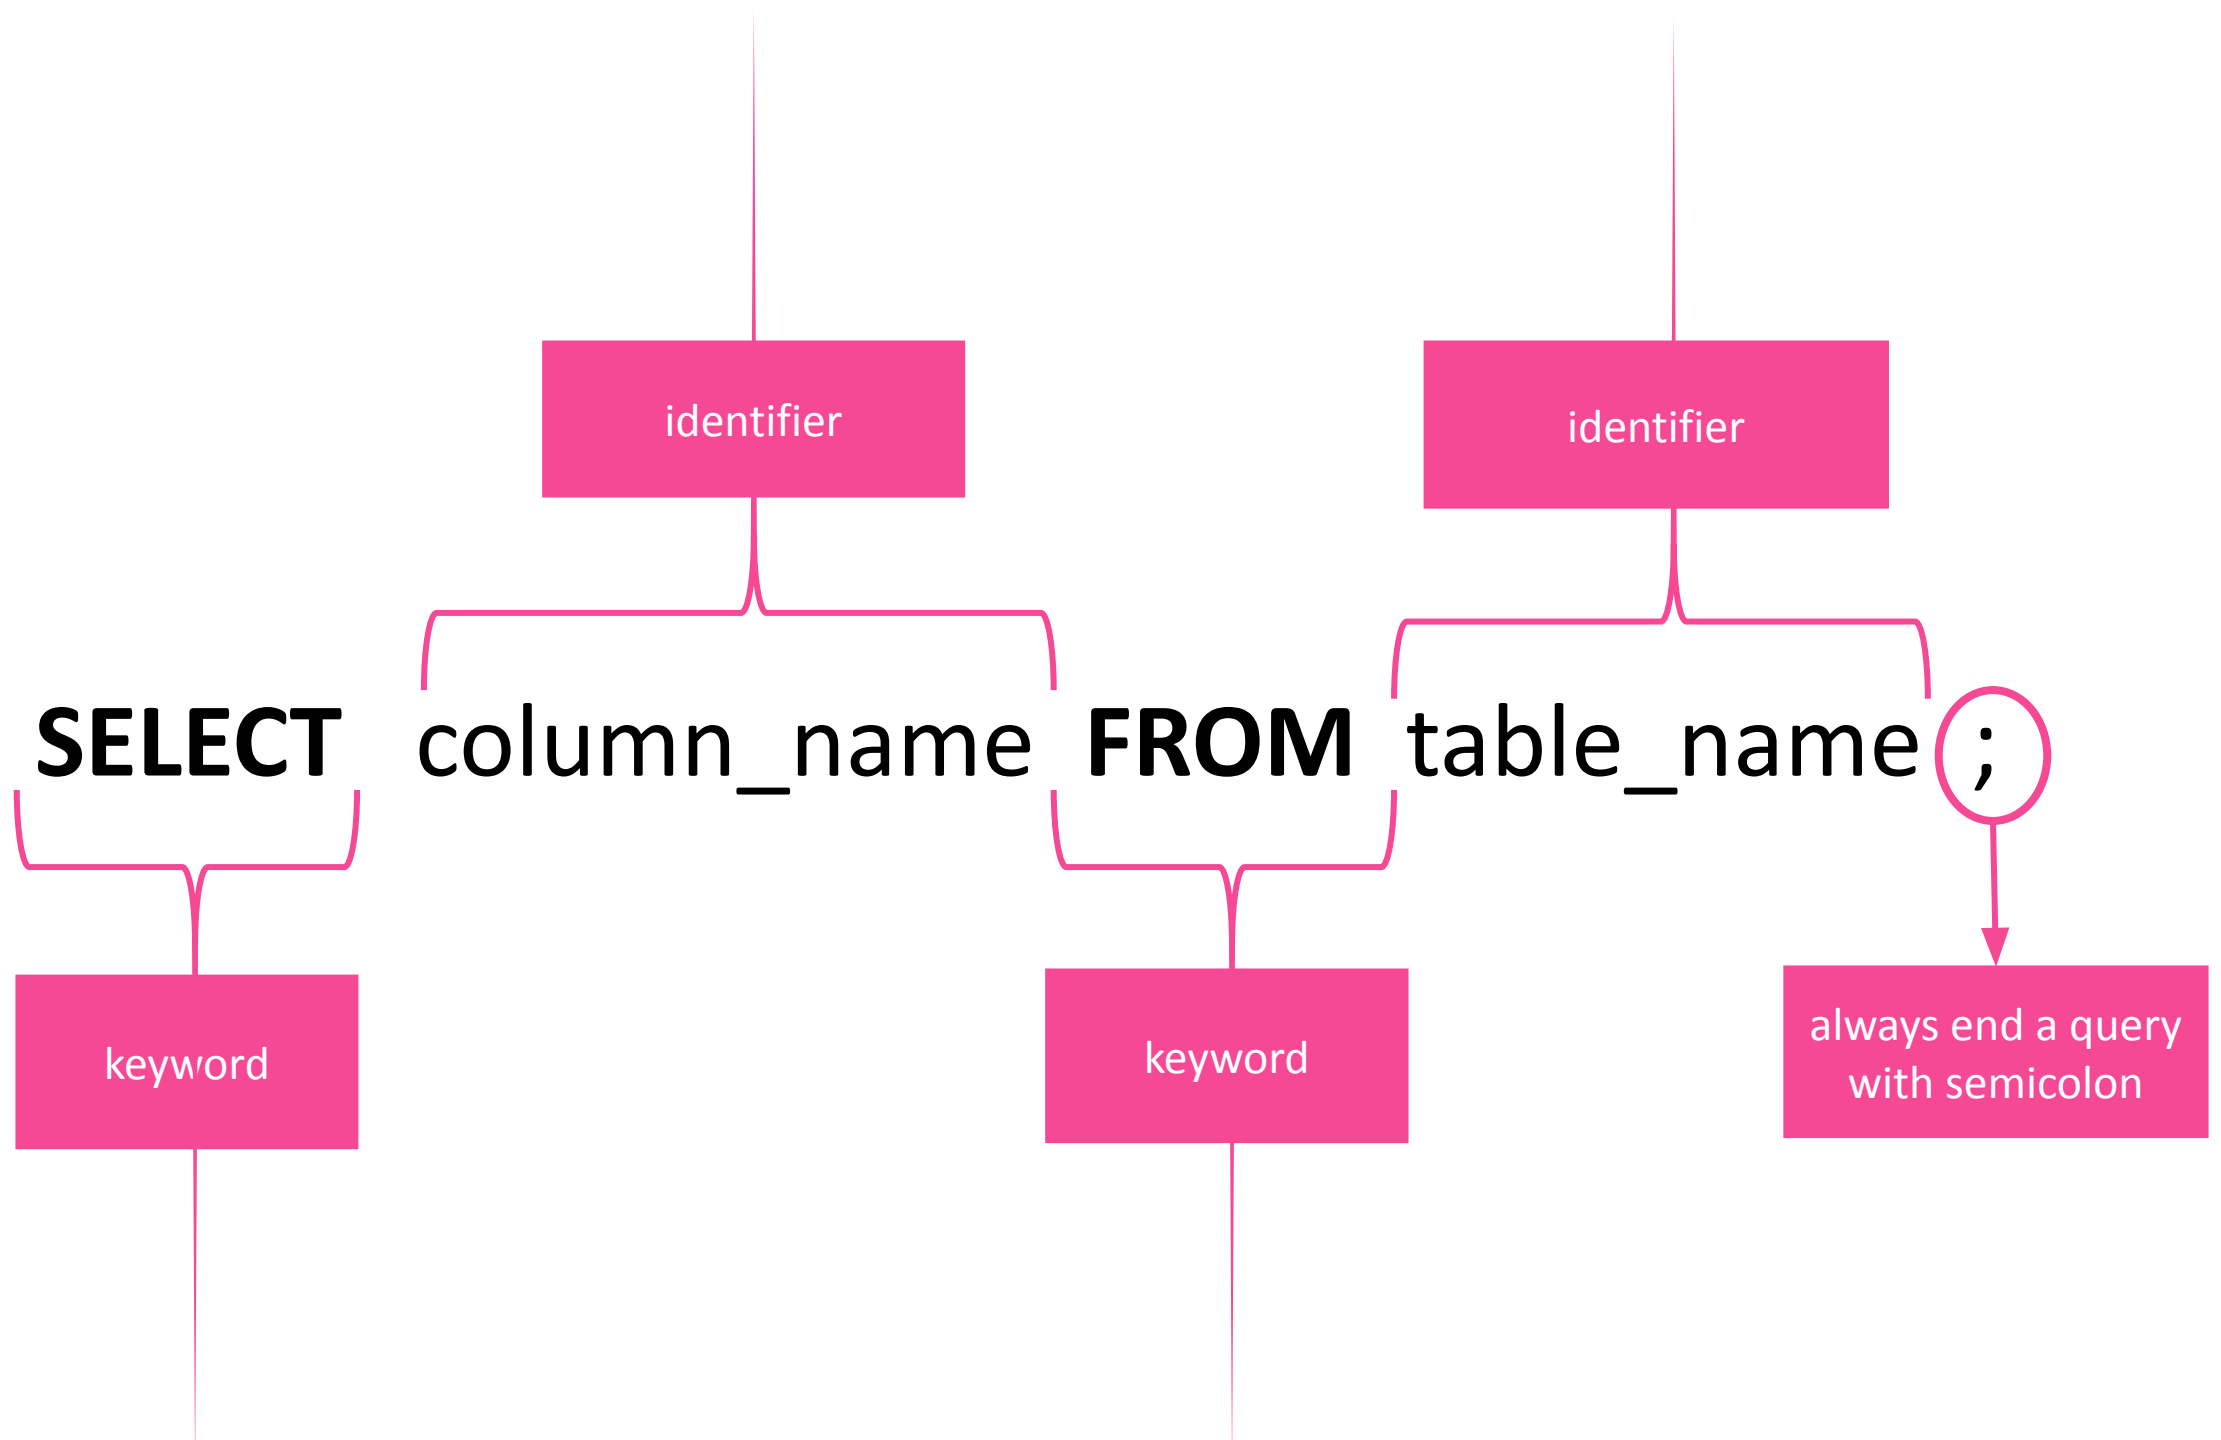 identifier
identifier
SELECT column_name FROM table_name ;
keyword
keyword
always end a query
with semicolon